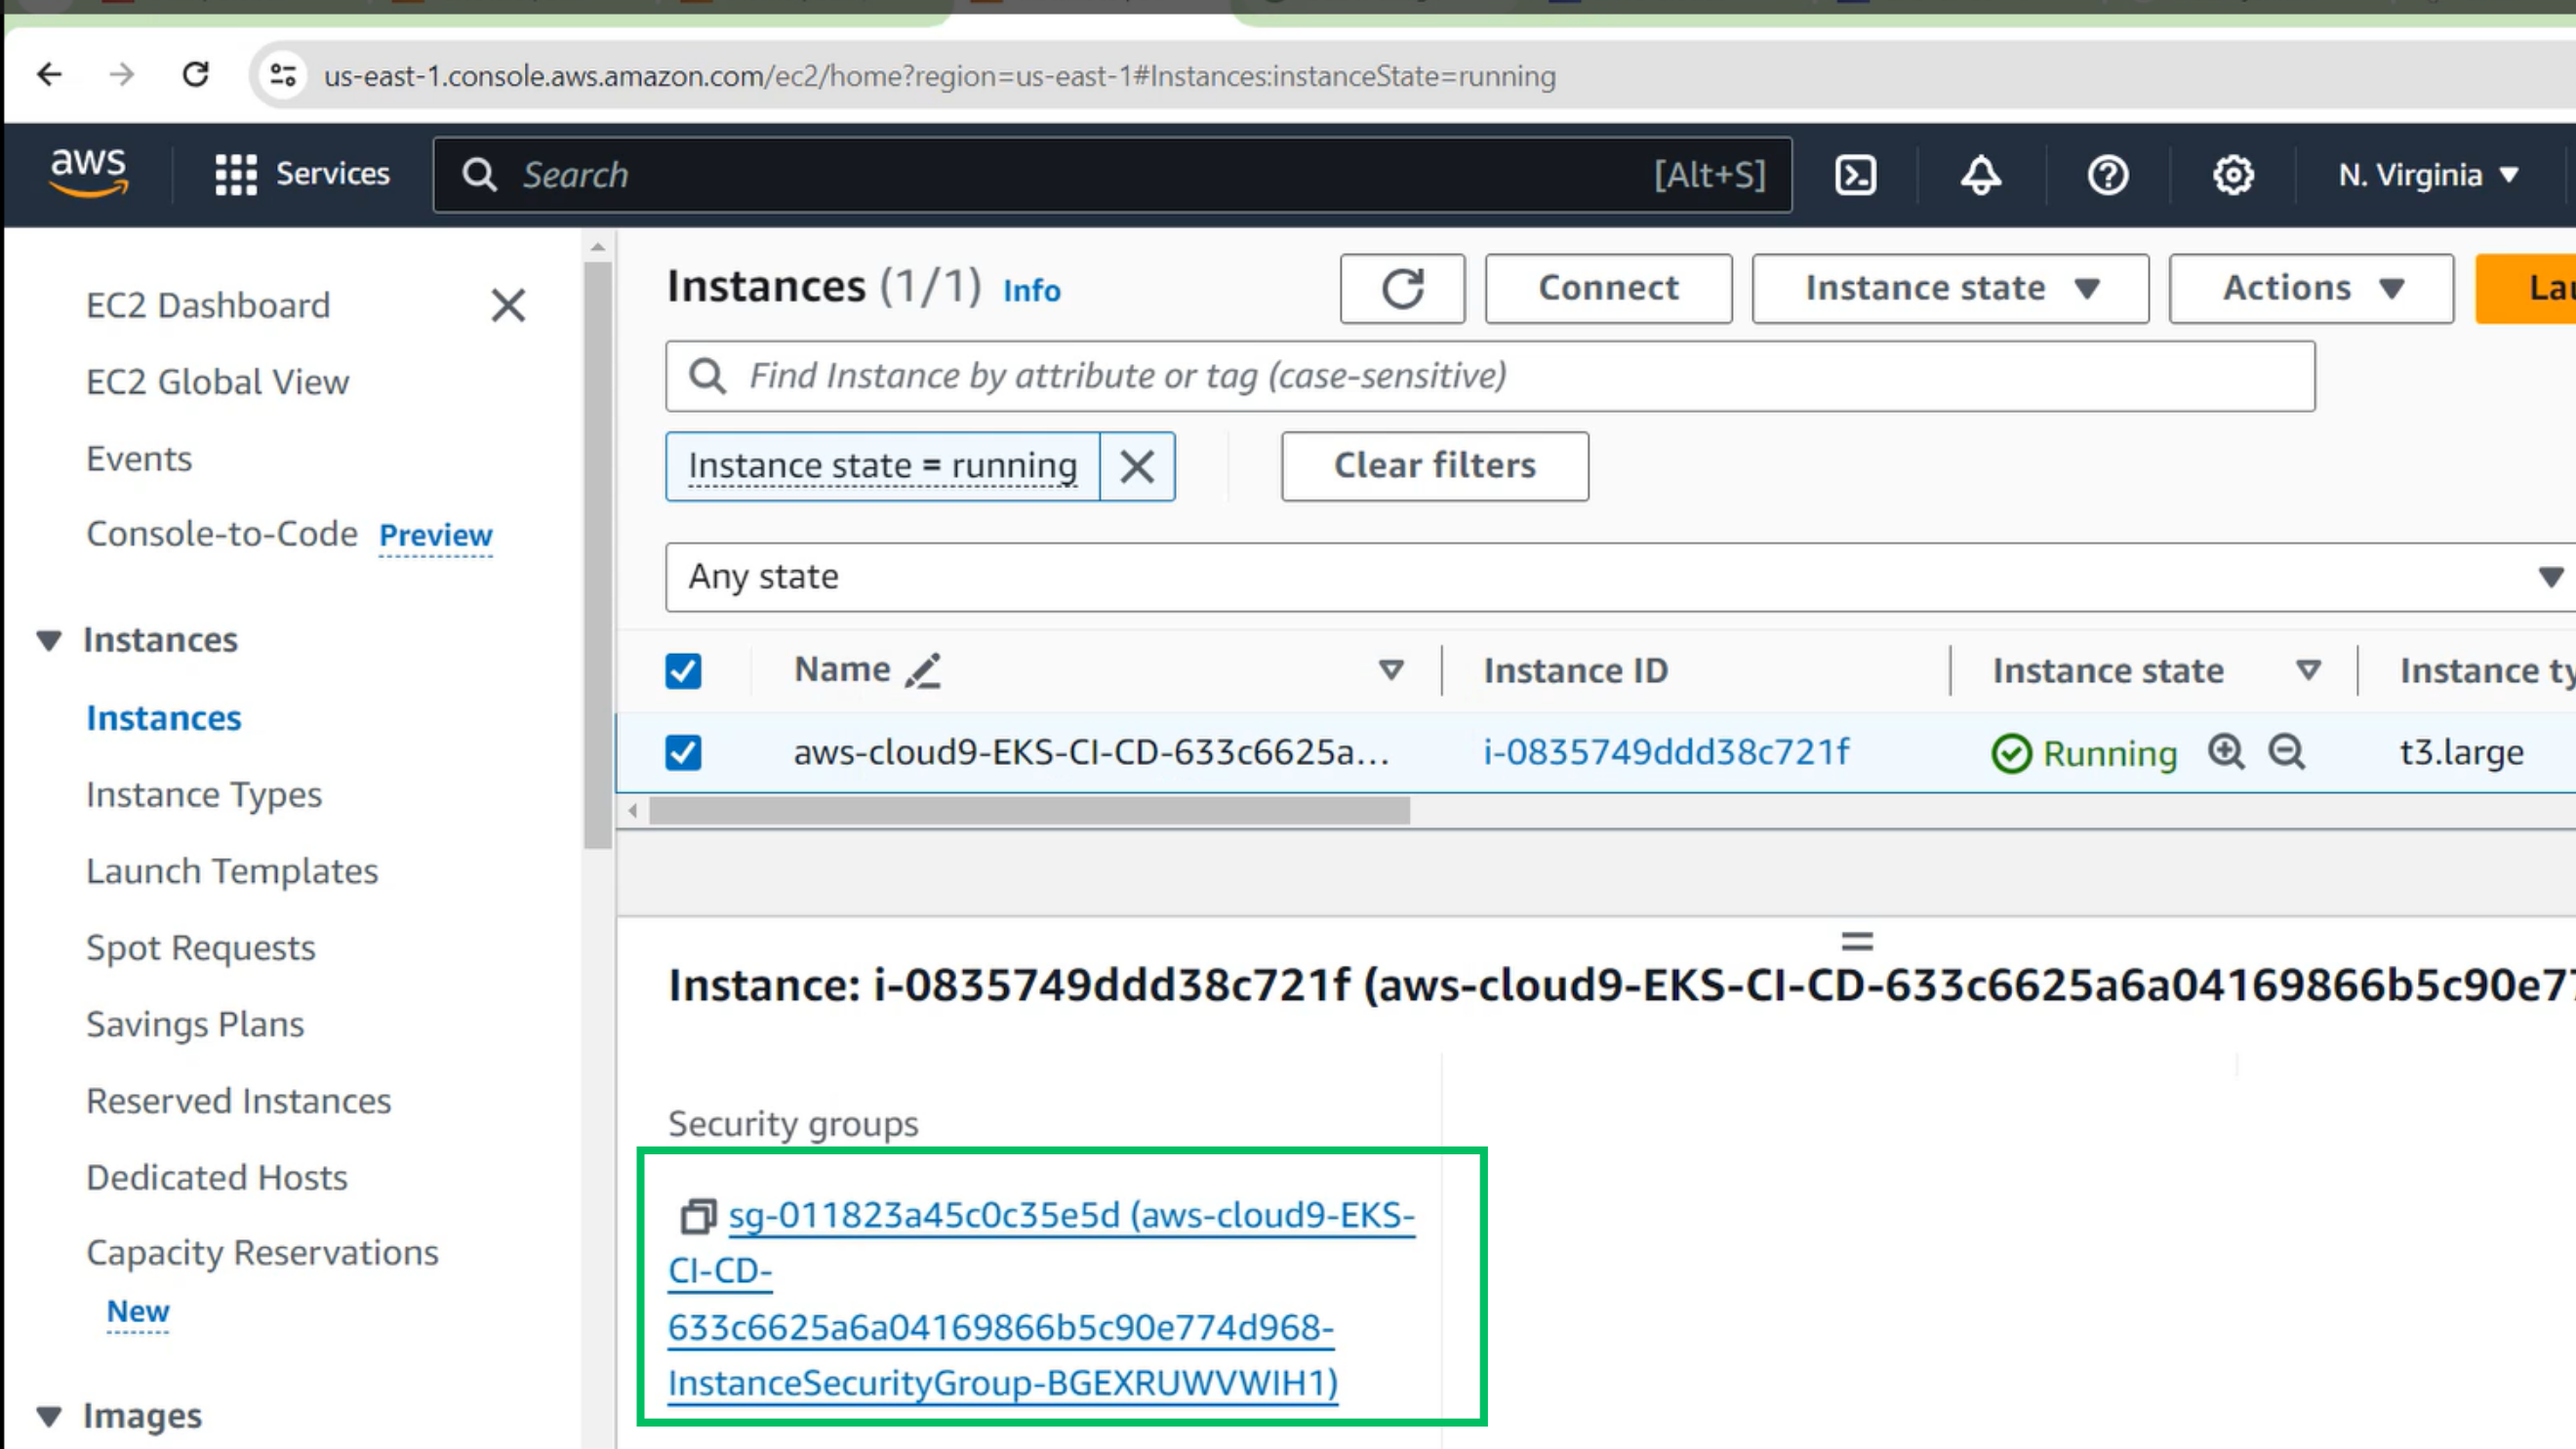 us-east-1.console.aws.amazon.com/ec2/home?region=us-east-1#Instances:instanceState=running
aws
Services
Search
[Alt+S]
N. Virginia
EC2 Dashboard
EC2 Global View
Events
Console-to-Code Preview
Instances
Instances
Instance Types
Launch Templates
Spot Requests
Savings Plans
Reserved Instances
Dedicated Hosts
Capacity Reservations
New
Images
Instances (1/1) Info
Connect
Instance state
Actions
Find Instance by attribute or tag (case-sensitive)
Instance state = running
Clear filters
Any state
Name
Instance ID
Instance state
Instance ty
aws-cloud9-EKS-CI-CD-633c6625a...
i-0835749ddd38c721f
Running
t3.large
Instance: i-0835749ddd38c721f (aws-cloud9-EKS-CI-CD-633c6625a6a04169866b5c90e77
Security groups
sg-011823a45c0c35e5d (aws-cloud9-EKS-
CI-CD-
633c6625a6a04169866b5c90e774d968-
InstanceSecurityGroup-BGEXRUWVWIH1)